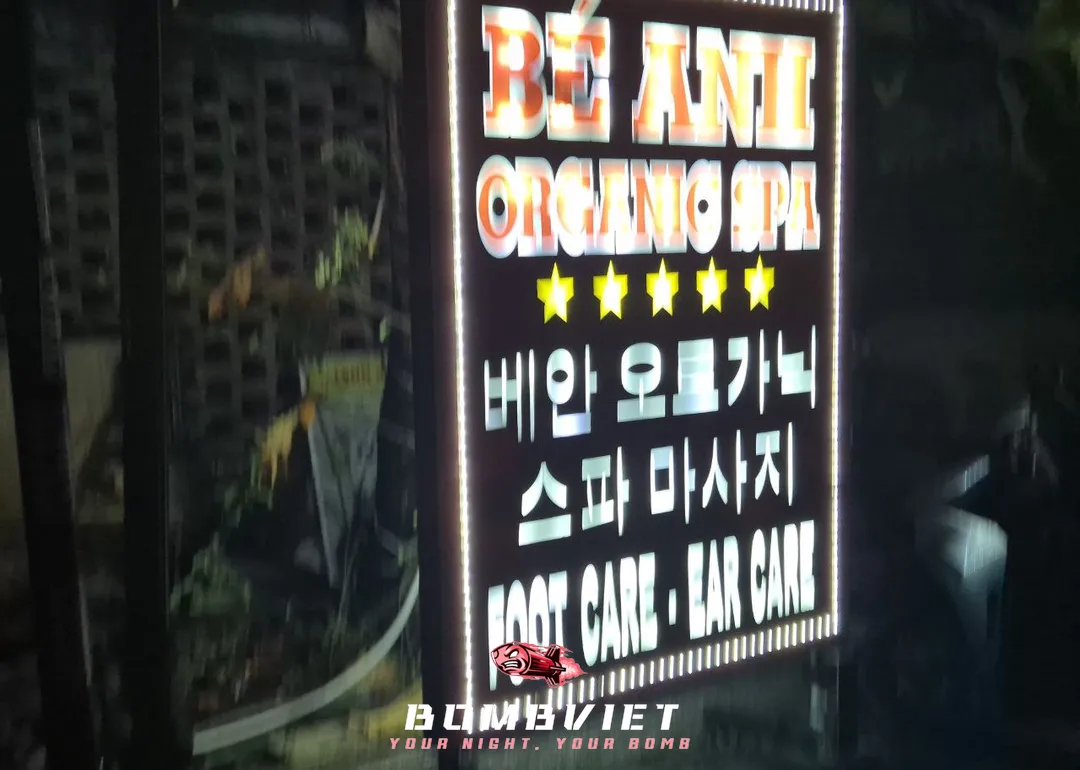 BÉ ANH
ORGANIC SPA
베안 오르가닉
스파 마사지
FOOT CARE · EAR CARE
BOMBVIET
YOUR NIGHT. YOUR BOMB